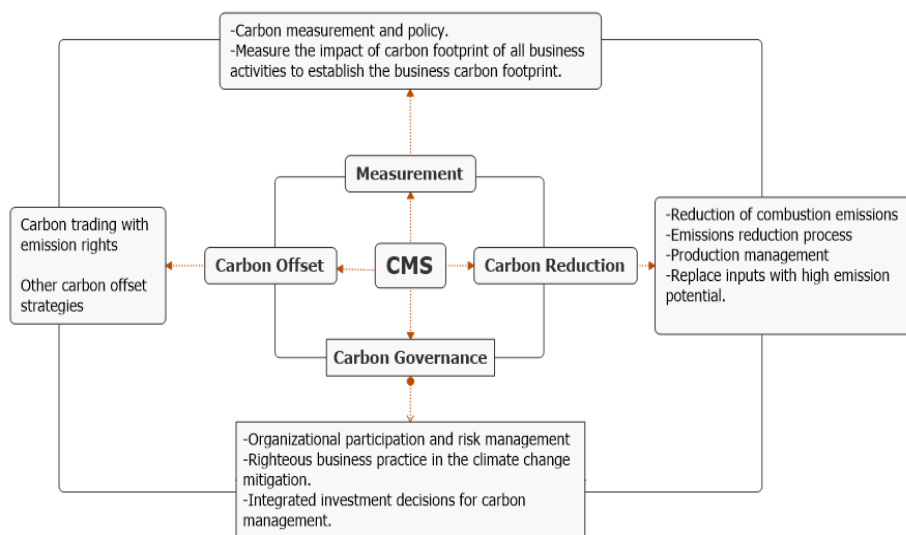 -Carbon measurement and policy.
-Measure the impact of carbon footprint of all business
activities to establish the business carbon footprint.
Measurement
Carbon trading with
emission rights
Other carbon offset
strategies
Carbon Offset
CMS
Carbon Reduction
-Reduction of combustion emissions
-Emissions reduction process
-Production management
-Replace inputs with high emission
potential.
Carbon Governance
-Organizational participation and risk management
-Righteous business practice in the climate change
mitigation.
-Integrated investment decisions for carbon
management.